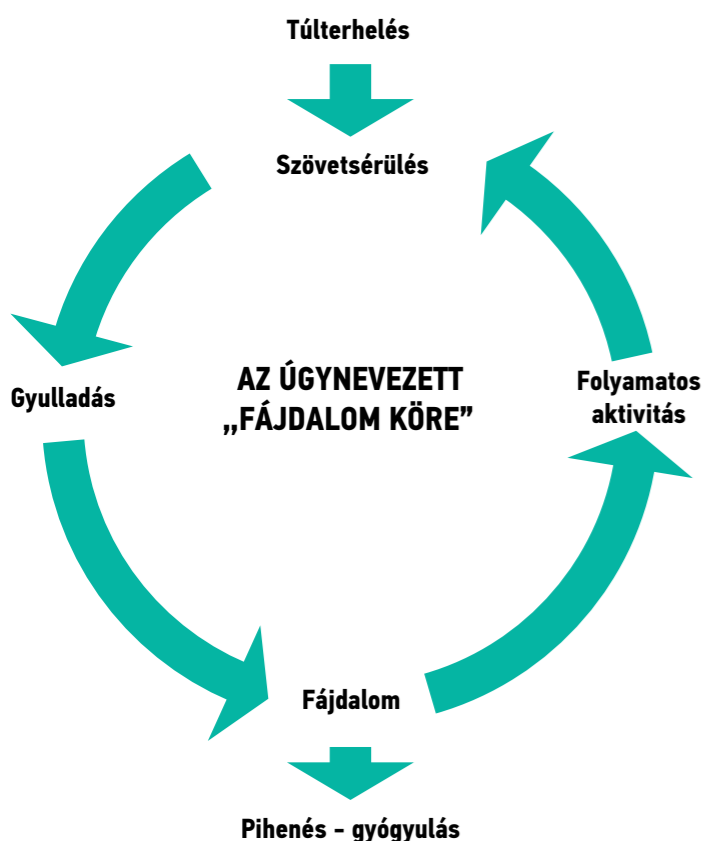 Túlterhelés
Szövetsérülés
Gyulladás
AZ ÚGYNEVEZETT
„FÁJDALOM KÖRE”
Folyamatos
aktivitás
Fájdalom
Pihenés - gyógyulás